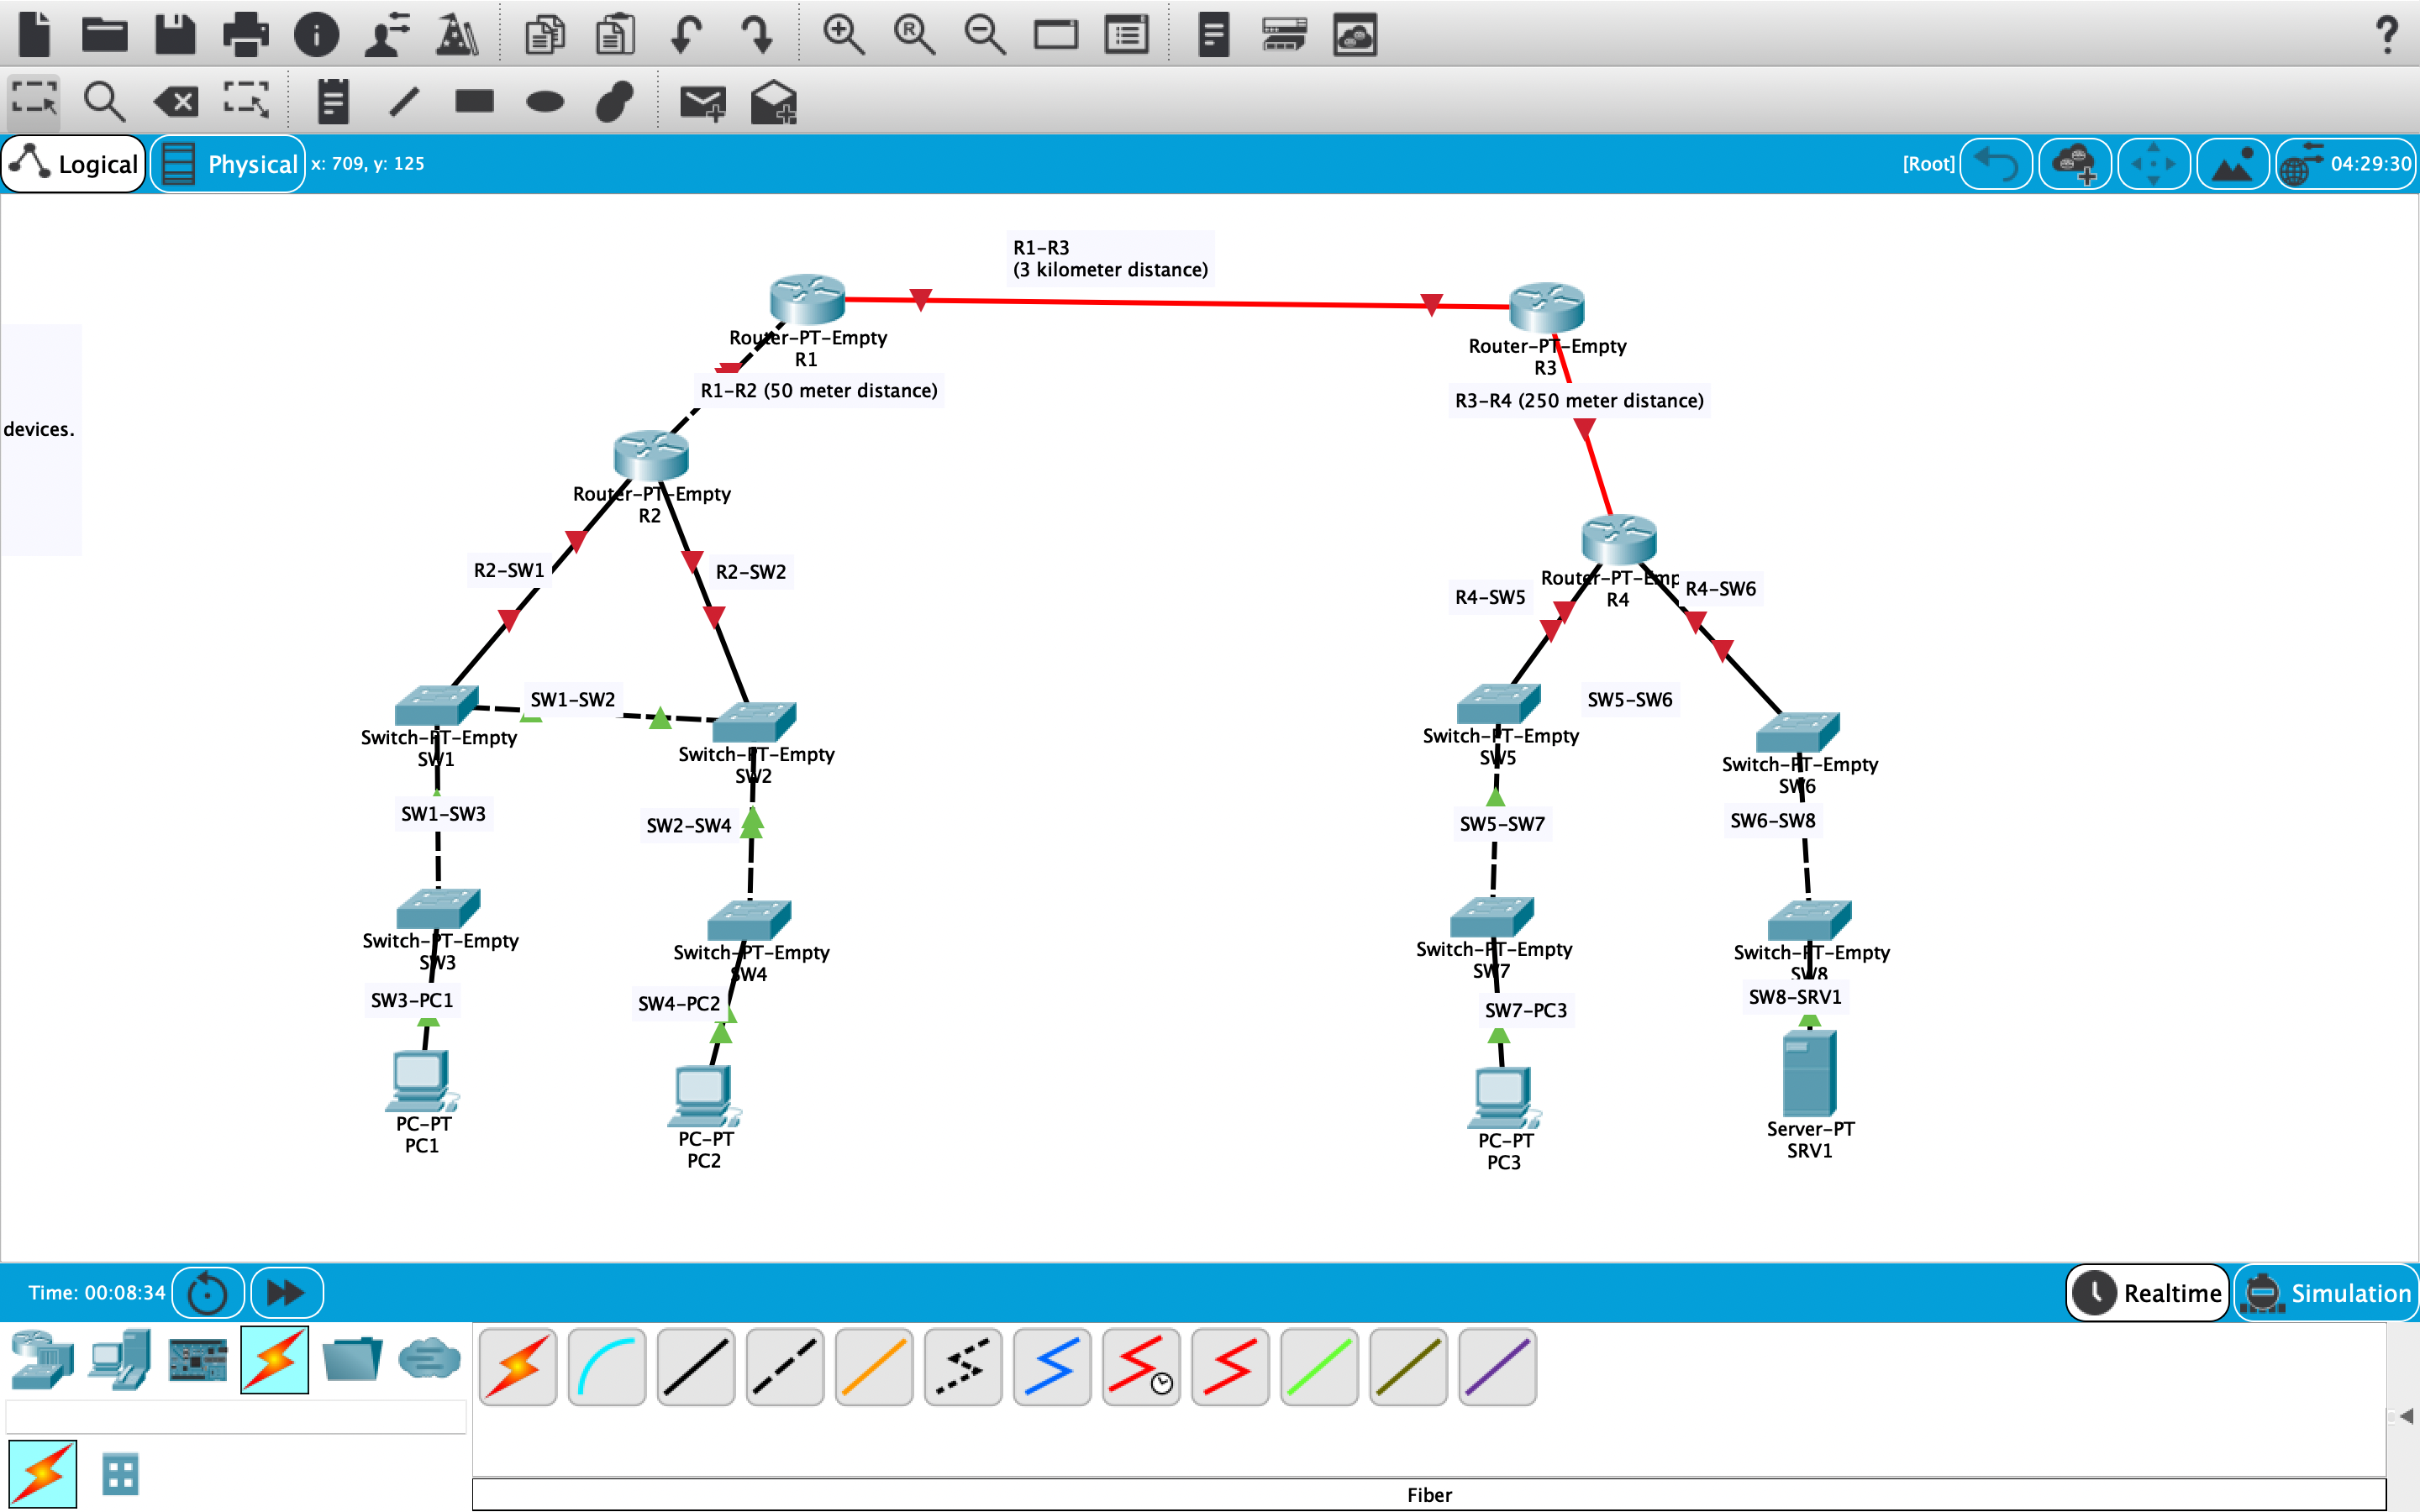 Logical
Physical
x: 709, y: 125
[Root]
04:29:30
R1-R3
(3 kilometer distance)
Router-PT-Empty
R1
Router-PT-Empty
R3
R1-R2 (50 meter distance)
R3-R4 (250 meter distance)
devices.
Router-PT-Empty
R2
R2-SW1
R2-SW2
Router-PT-Emp
R4
R4-SW5
R4-SW6
SW1-SW2
SW5-SW6
Switch-PT-Empty
SW1
Switch-PT-Empty
SW2
Switch-PT-Empty
SW5
Switch-PT-Empty
SW6
SW1-SW3
SW2-SW4
SW5-SW7
SW6-SW8
Switch-PT-Empty
SW3
Switch-PT-Empty
SW4
Switch-PT-Empty
SW7
Switch-PT-Empty
SW8
SW3-PC1
SW4-PC2
SW7-PC3
SW8-SRV1
PC-PT
PC1
PC-PT
PC2
PC-PT
PC3
Server-PT
SRV1
Time: 00:08:34
Realtime
Simulation
Fiber